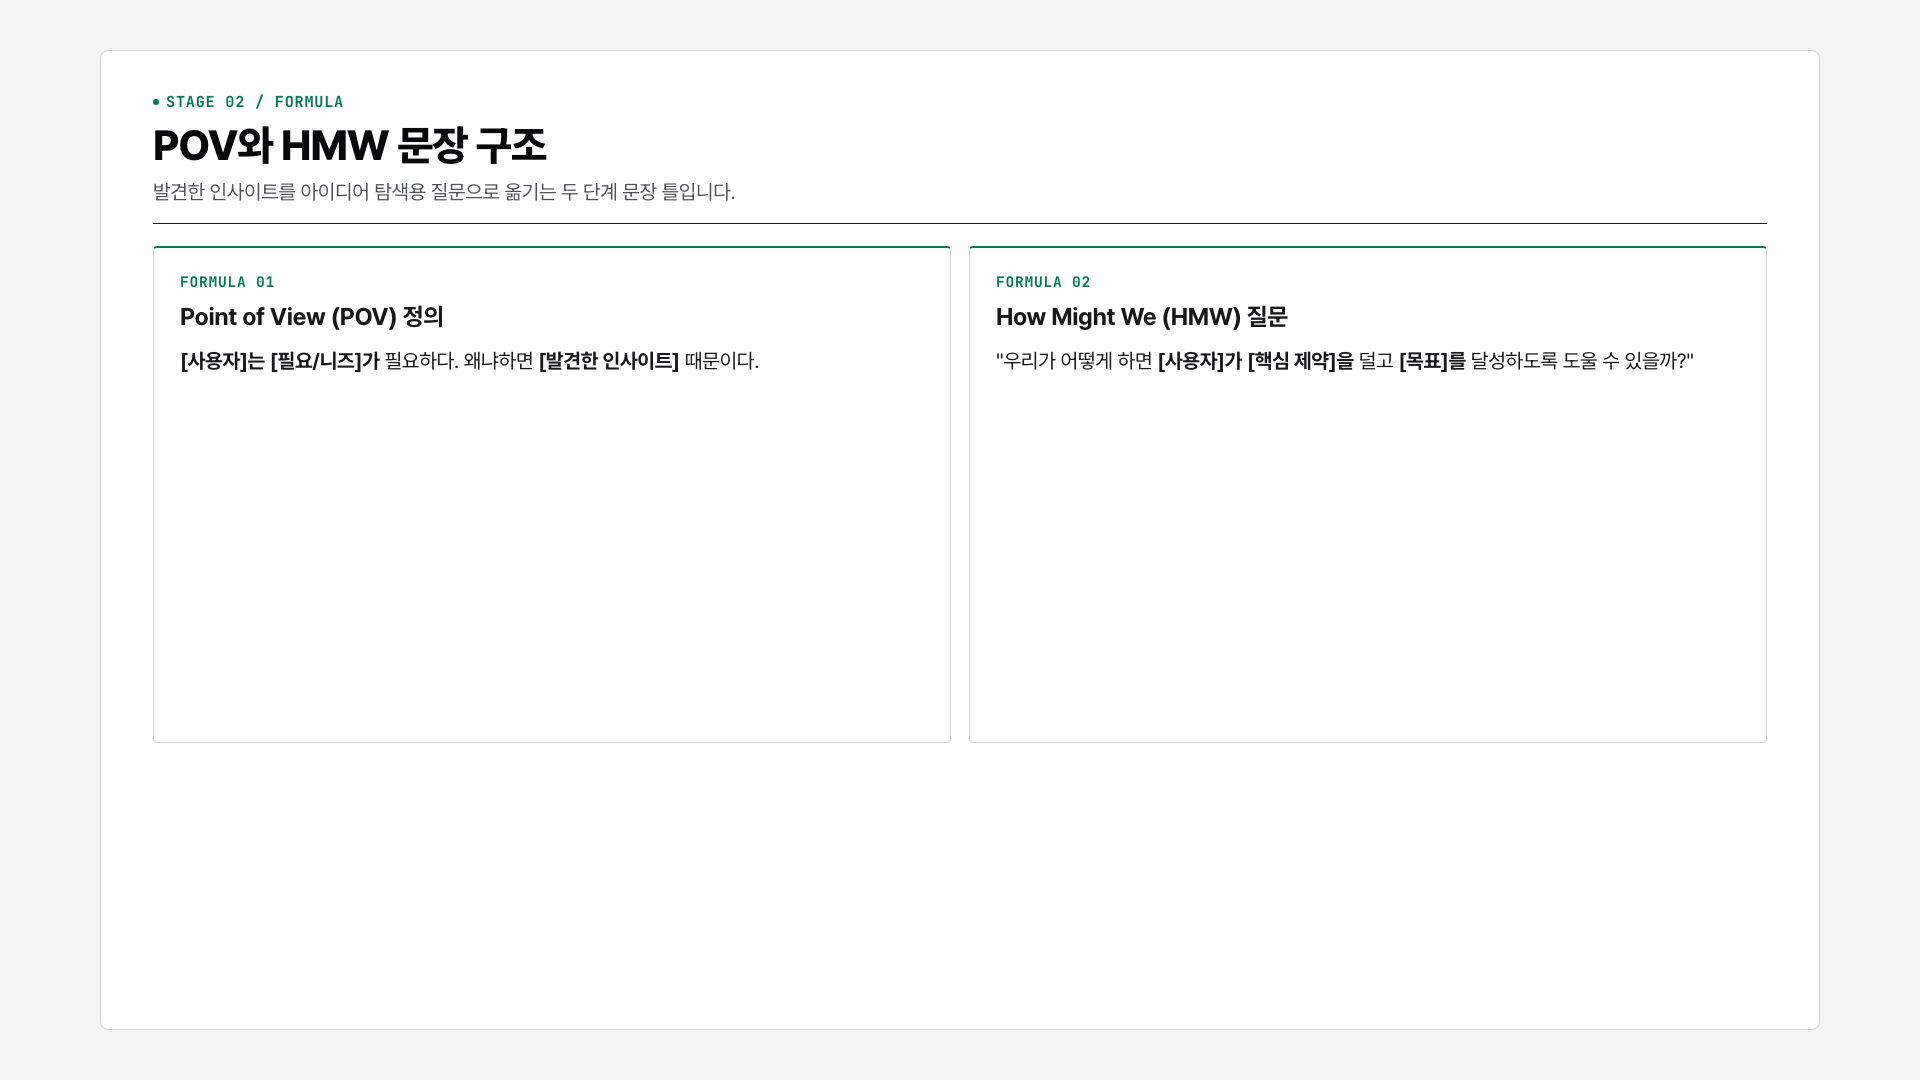 STAGE 02 / FORMULA
POV와 HMW 문장 구조
발견한 인사이트를 아이디어 탐색용 질문으로 옮기는 두 단계 문장 틀입니다.
FORMULA 01
Point of View (POV) 정의
[사용자]는 [필요/니즈]가 필요하다. 왜냐하면 [발견한 인사이트] 때문이다.
FORMULA 02
How Might We (HMW) 질문
"우리가 어떻게 하면 [사용자]가 [핵심 제약]을 덜고 [목표]를 달성하도록 도울 수 있을까?"